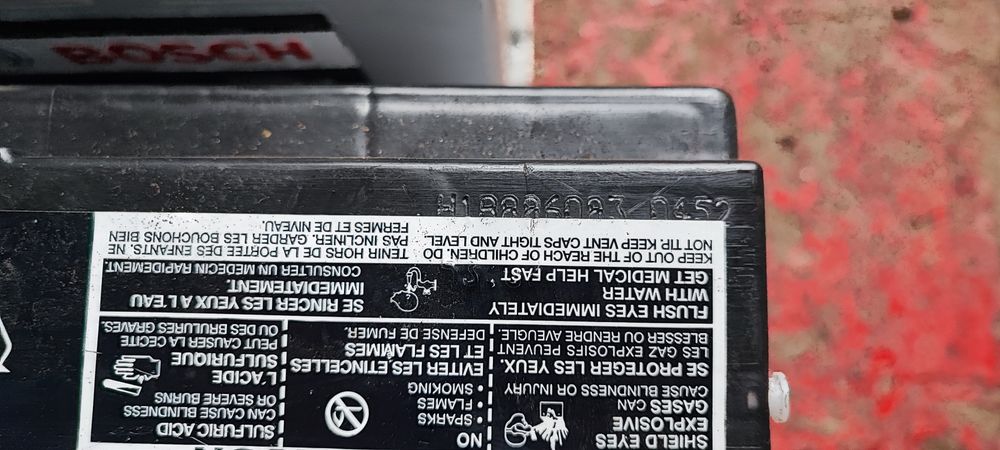 BOSCH
H18886087 0452
SHIELD EYES
EXPLOSIVE
GASES CAN
CAUSE BLINDNESS OR INJURY
SE PROTEGER LES YEUX.
LES GAZ EXPLOSIFS PEUVENT
BLESSER OU RENDRE AVEUGLE.
NO
• SPARKS
• FLAMES
• SMOKING
EVITER LES ETINCELLES
ET LES FLAMMES
DEFENSE DE FUMER.
SULFURIC ACID
CAN CAUSE BLINDNESS
OR SEVERE BURNS
L'ACIDE
SULFURIQUE
PEUT CAUSER LA CECITE
OU DES BRULURES GRAVES.
FLUSH EYES IMMEDIATELY
WITH WATER
GET MEDICAL HELP FAST
SE RINCER LES YEUX A L'EAU
IMMEDIATEMENT.
CONSULTER UN MEDECIN RAPIDEMENT.
KEEP OUT OF THE REACH OF CHILDREN. DO
NOT TIP. KEEP VENT CAPS TIGHT AND LEVEL.
TENIR HORS DE LA PORTEE DES ENFANTS. NE
PAS INCLINER. GARDER LES BOUCHONS BIEN
FERMES ET DE NIVEAU.